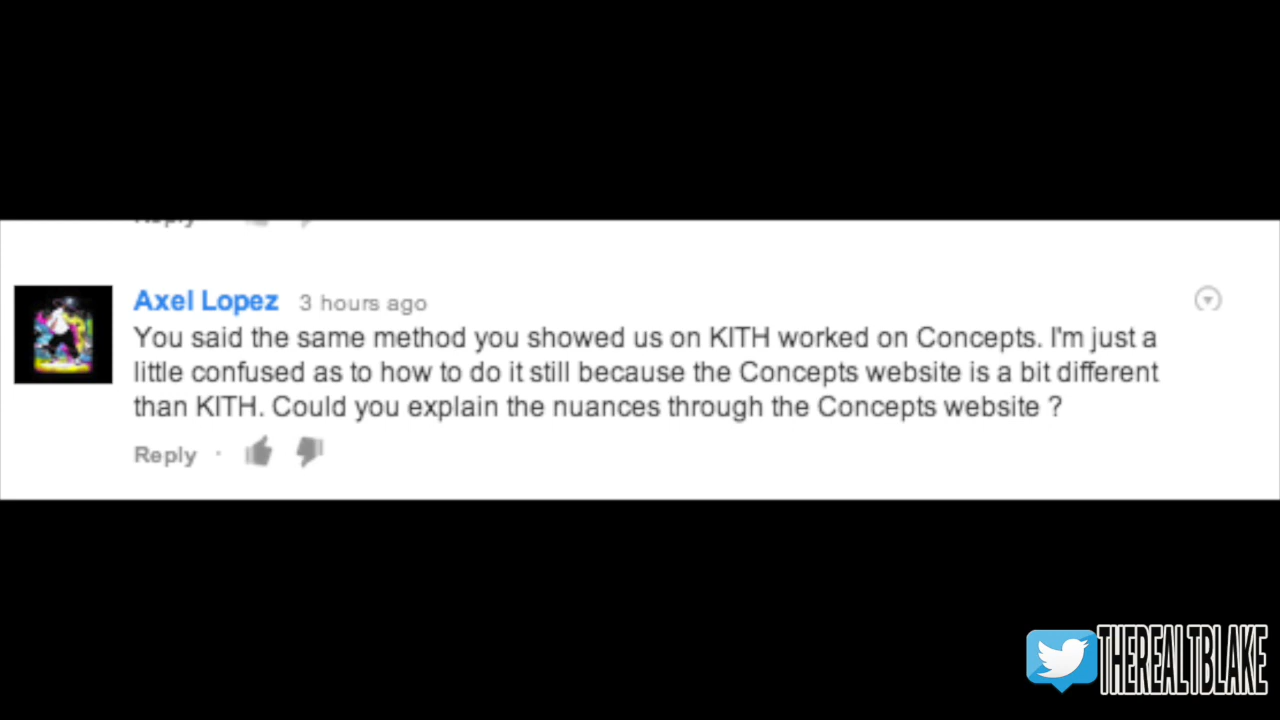 Reply
Axel Lopez 3 hours ago
You said the same method you showed us on KITH worked on Concepts. I'm just a
little confused as to how to do it still because the Concepts website is a bit different
than KITH. Could you explain the nuances through the Concepts website ?
Reply ·
THEREALTBLAKE